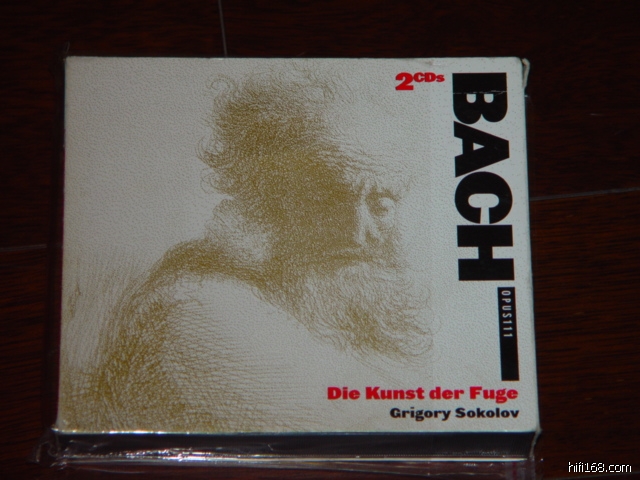 2CDs
BACH
OPUS111
Die Kunst der Fuge
Grigory Sokolov
hifi168.com